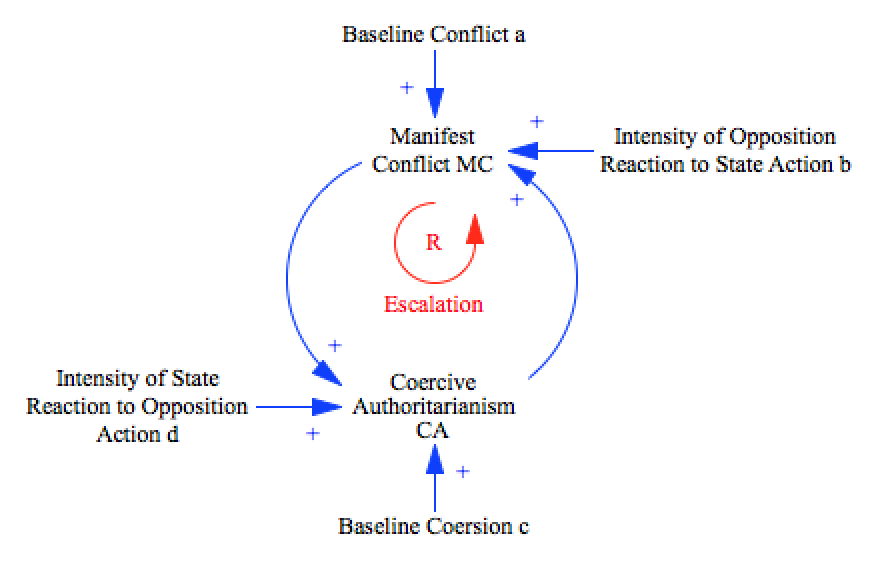 Baseline Conflict a
+
+
Manifest
Conflict MC
Intensity of Opposition
Reaction to State Action b
+
R
Escalation
+
Intensity of State
Reaction to Opposition
Action d
+
Coercive
Authoritarianism
CA
+
Baseline Coersion c